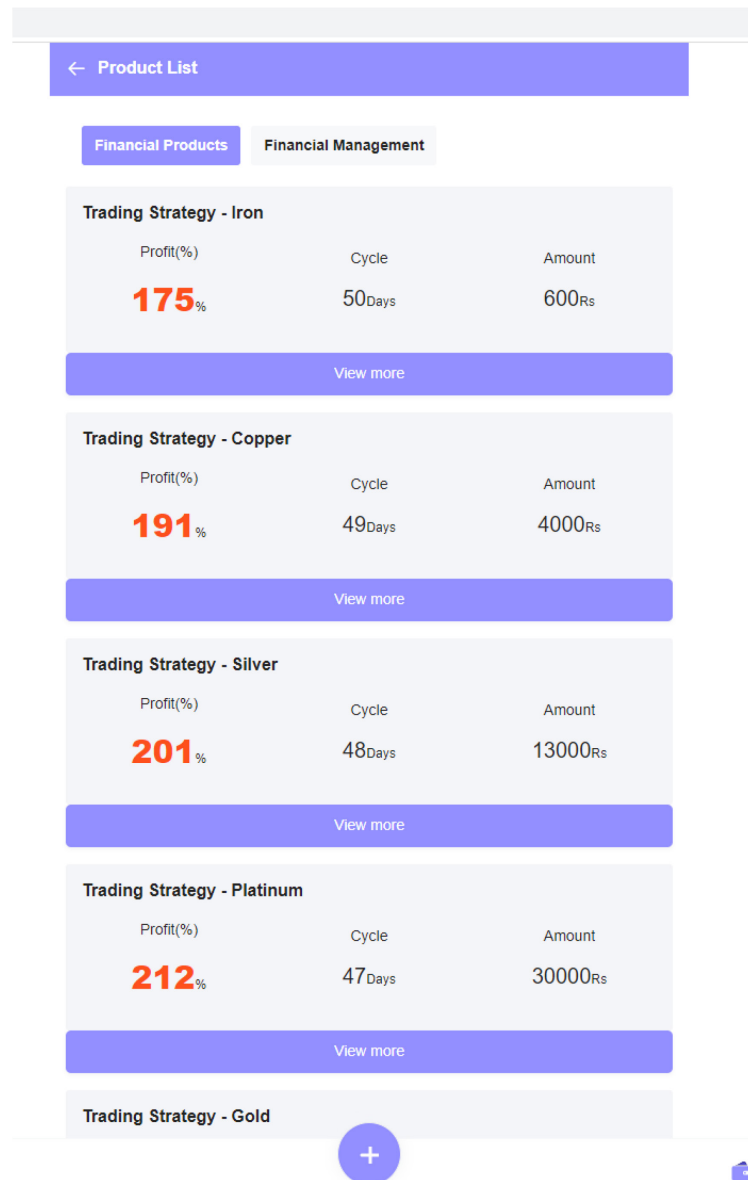 ← Product List
Financial Products Financial Management
Trading Strategy - Iron
Profit(%) Cycle Amount
175% 50Days 600Rs
View more
Trading Strategy - Copper
Profit(%) Cycle Amount
191% 49Days 4000Rs
View more
Trading Strategy - Silver
Profit(%) Cycle Amount
201% 48Days 13000Rs
View more
Trading Strategy - Platinum
Profit(%) Cycle Amount
212% 47Days 30000Rs
View more
Trading Strategy - Gold
+